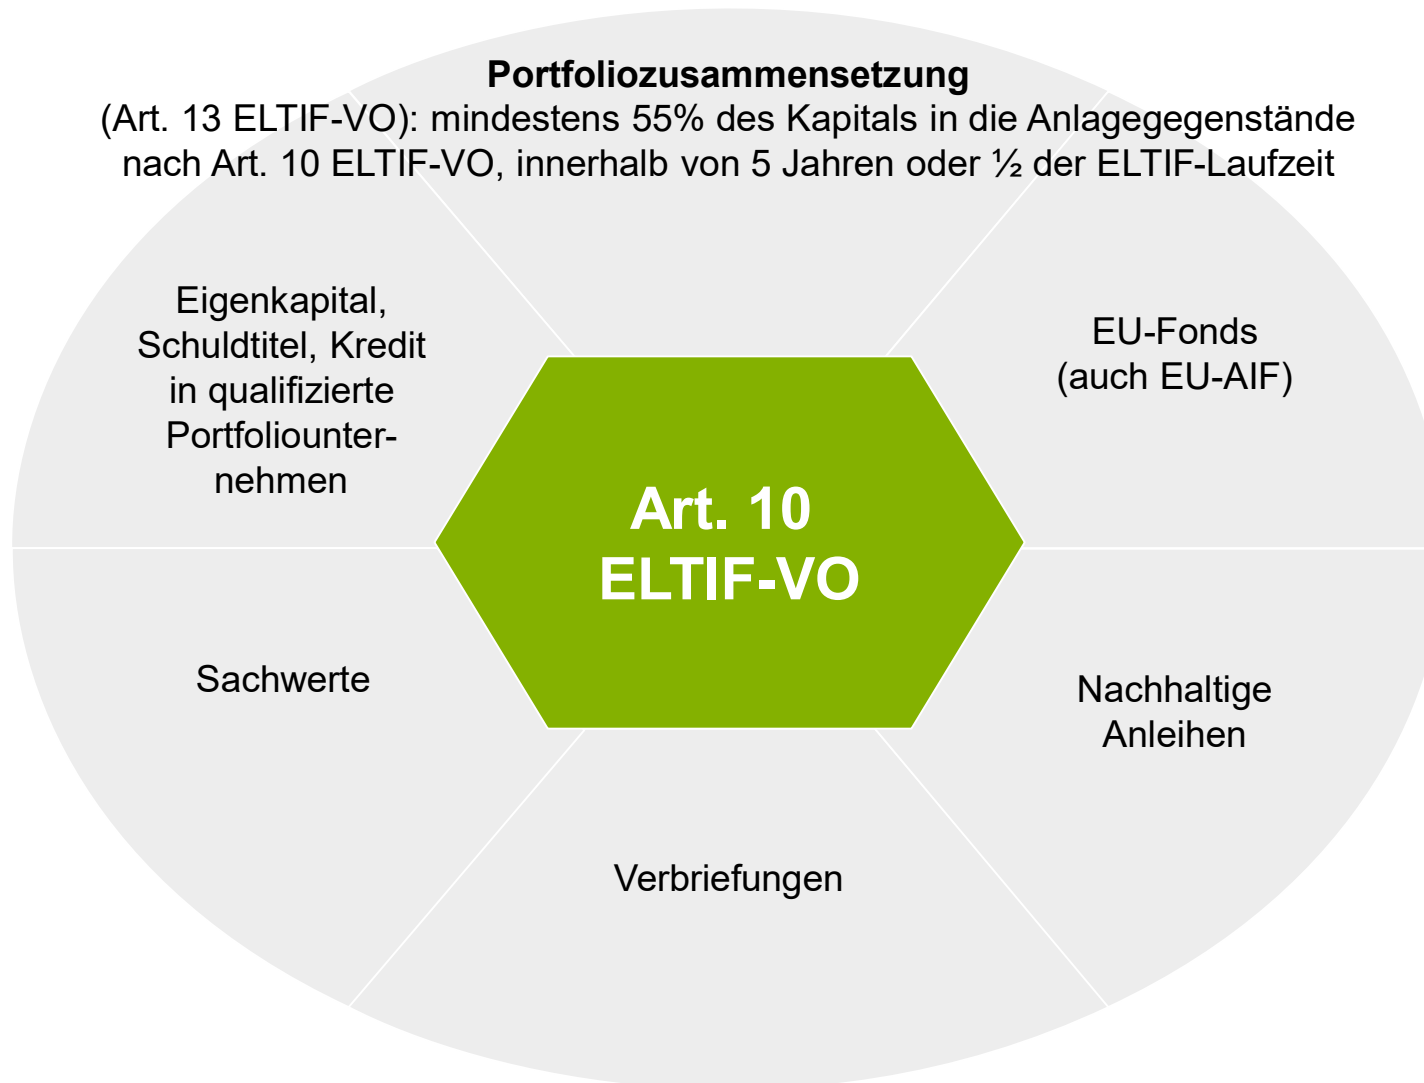 Portfoliozusammensetzung
(Art. 13 ELTIF-VO): mindestens 55% des Kapitals in die Anlagegegenstände
nach Art. 10 ELTIF-VO, innerhalb von 5 Jahren oder ½ der ELTIF-Laufzeit
Eigenkapital,
Schuldtitel, Kredit
in qualifizierte
Portfoliounter-
nehmen
EU-Fonds
(auch EU-AIF)
Art. 10
ELTIF-VO
Sachwerte
Nachhaltige
Anleihen
Verbriefungen